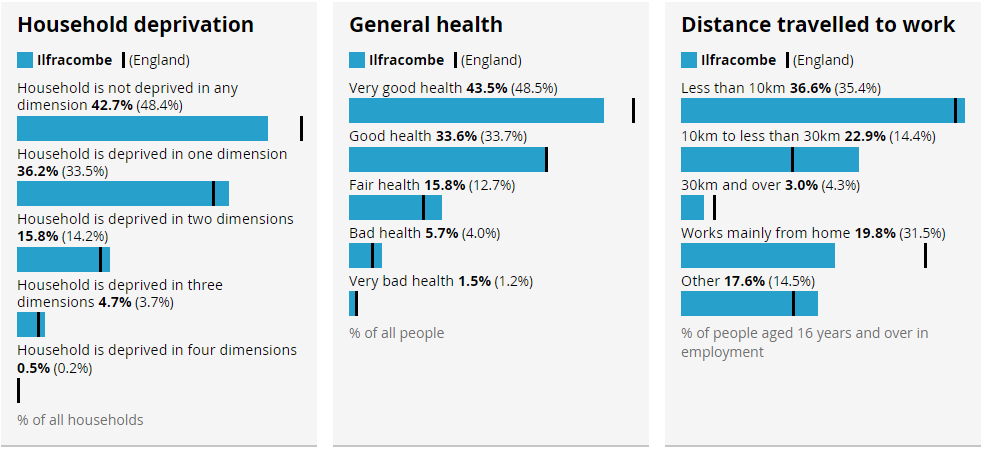 Household deprivation
Ilfracombe (England)
Household is not deprived in any
dimension 42.7% (48.4%)
Household is deprived in one dimension
36.2% (33.5%)
Household is deprived in two dimensions
15.8% (14.2%)
Household is deprived in three
dimensions 4.7% (3.7%)
Household is deprived in four dimensions
0.5% (0.2%)
% of all households
General health
Ilfracombe (England)
Very good health 43.5% (48.5%)
Good health 33.6% (33.7%)
Fair health 15.8% (12.7%)
Bad health 5.7% (4.0%)
Very bad health 1.5% (1.2%)
% of all people
Distance travelled to work
Ilfracombe (England)
Less than 10km 36.6% (35.4%)
10km to less than 30km 22.9% (14.4%)
30km and over 3.0% (4.3%)
Works mainly from home 19.8% (31.5%)
Other 17.6% (14.5%)
% of people aged 16 years and over in
employment